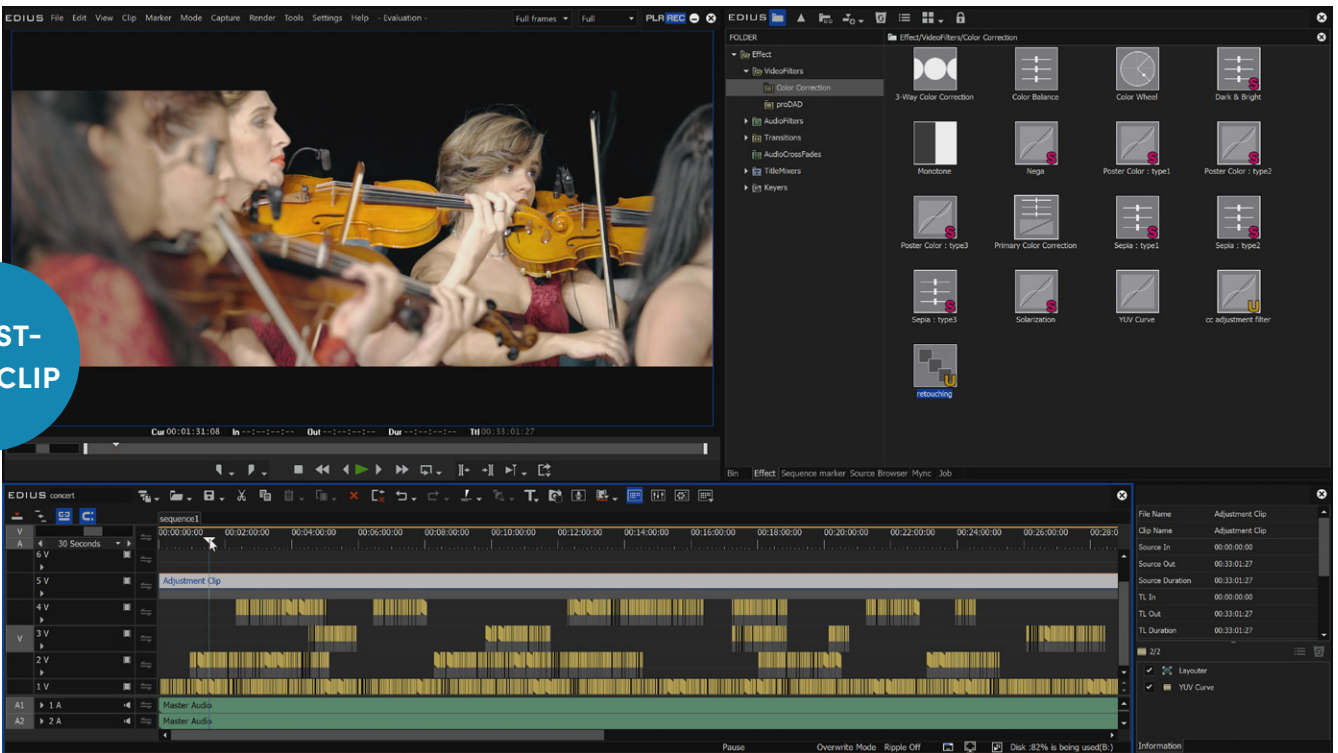 EDIUS File Edit View Clip Marker Mode Capture Render Tools Settings Help - Evaluation -
Full frames Full PLR REC
EDIUS
FOLDER
Effect
VideoFilters
Color Correction
proDAD
AudioFilters
Transitions
AudioCrossFades
TitleMixers
Keyers
Effect/VideoFilters/Color Correction
3-Way Color Correction Color Balance Color Wheel Dark & Bright
S
Monotone Nega Poster Color : type1 Poster Color : type2
S S S
Poster Color : type3 Primary Color Correction Sepia : type1 Sepia : type2
S S S
Sepia : type3 Solarization YUV Curve cc adjustment filter
S S U
retouching
U
ST-
CLIP
Cur 00:01:31:08 In --:--:--:-- Out --:--:--:-- Dur --:--:--:-- Ttl 00:33:01:27
Bin Effect Sequence marker Source Browser Mync Job
EDIUS concert
sequence1
00:00:00:00 00:02:00:00 00:04:00:00 00:06:00:00 00:08:00:00 00:10:00:00 00:12:00:00 00:14:00:00 00:16:00:00 00:18:00:00 00:20:00:00 00:22:00:00 00:24:00:00 00:26:00:00 00:28:0
V
A 30 Seconds
6 V
5 V Adjustment Clip
4 V
V 3 V
2 V
1 V
A1 1 A Master Audio
A2 2 A Master Audio
File Name Adjustment Clip
Clip Name Adjustment Clip
Source In 00:00:00:00
Source Out 00:33:01:27
Source Duration 00:33:01:27
TL In 00:00:00:00
TL Out 00:33:01:27
TL Duration 00:33:01:27
2/2
Layouter
YUV Curve
Information
Pause Overwrite Mode Ripple Off Disk :82% is being used(B:)